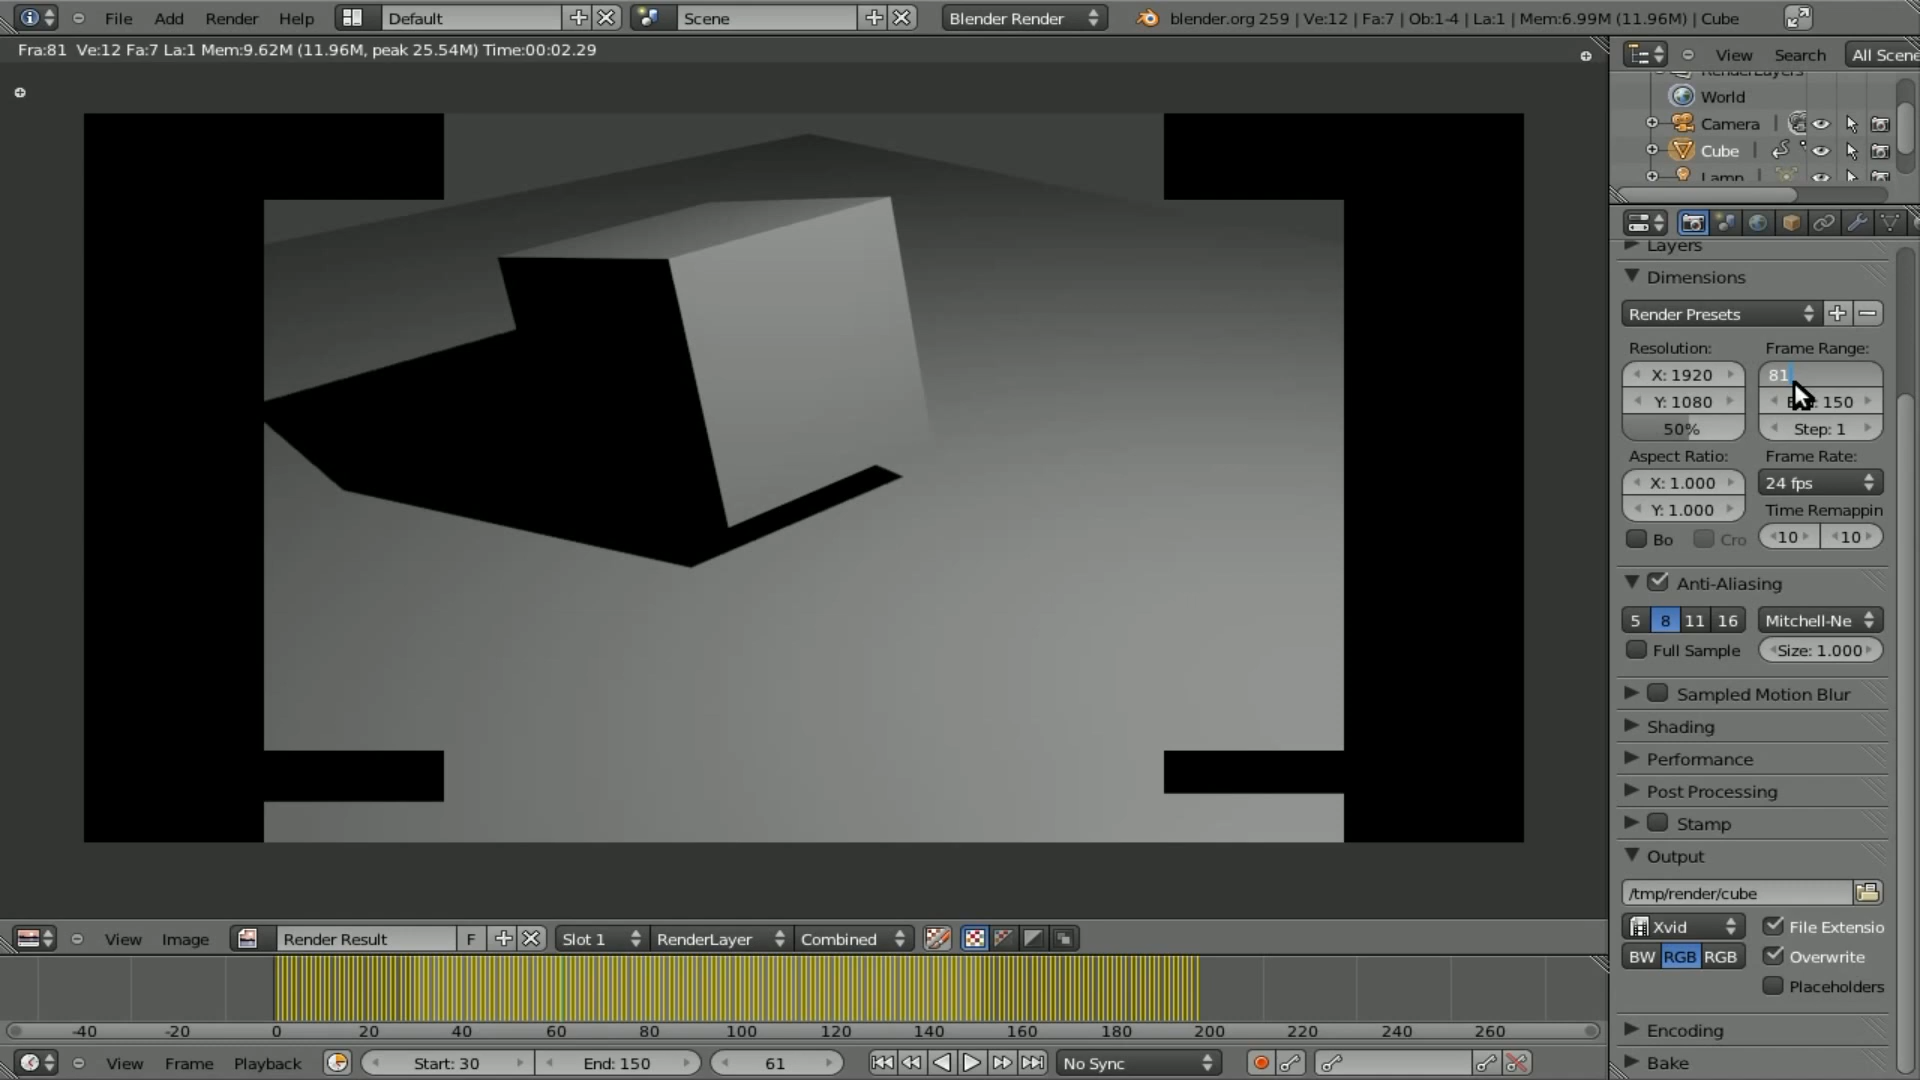 File Add Render Help Default Scene Blender Render blender.org 259 | Ve:12 | Fa:7 | Ob:1-4 | La:1 | Mem:6.99M (11.96M) | Cube
Fra:81 Ve:12 Fa:7 La:1 Mem:9.62M (11.96M, peak 25.54M) Time:00:02.29
View Search All Scene
RenderLayers
World
Camera
Cube
Lamp
Layers
Dimensions
Render Presets
Resolution: Frame Range:
X: 1920 81
Y: 1080 150
50% Step: 1
Aspect Ratio: Frame Rate:
X: 1.000 24 fps
Y: 1.000 Time Remappin
Bo Cro 10 10
Anti-Aliasing
5 8 11 16 Mitchell-Ne
Full Sample Size: 1.000
Sampled Motion Blur
Shading
Performance
Post Processing
Stamp
Output
/tmp/render/cube
Xvid File Extensio
BW RGB RGB Overwrite
Placeholders
Encoding
Bake
View Image Render Result F Slot 1 RenderLayer Combined
-40 -20 0 20 40 60 80 100 120 140 160 180 200 220 240 260
View Frame Playback Start: 30 End: 150 61 No Sync